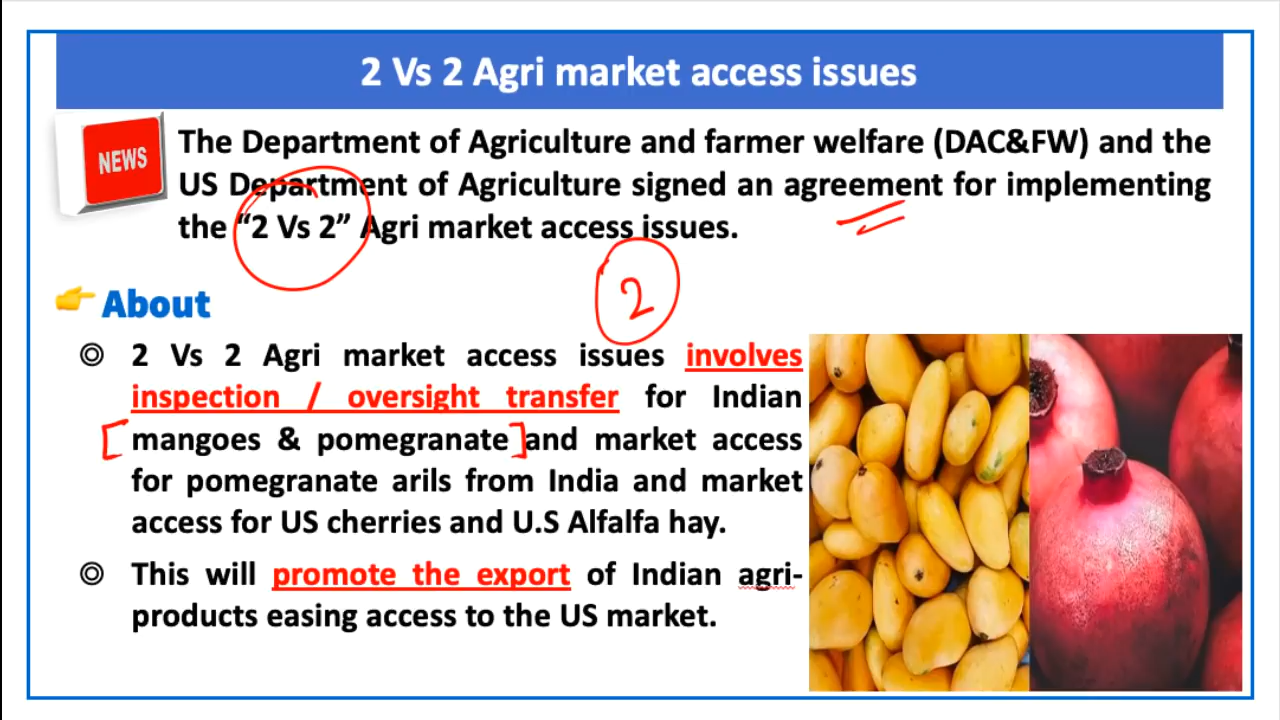 2 Vs 2 Agri market access issues
NEWS
The Department of Agriculture and farmer welfare (DAC&FW) and the
US Department of Agriculture signed an agreement for implementing
the “2 Vs 2” Agri market access issues.
2
About
2 Vs 2 Agri market access issues involves
inspection / oversight transfer for Indian
[mangoes & pomegranate] and market access
for pomegranate arils from India and market
access for US cherries and U.S Alfalfa hay.
This will promote the export of Indian agri-
products easing access to the US market.